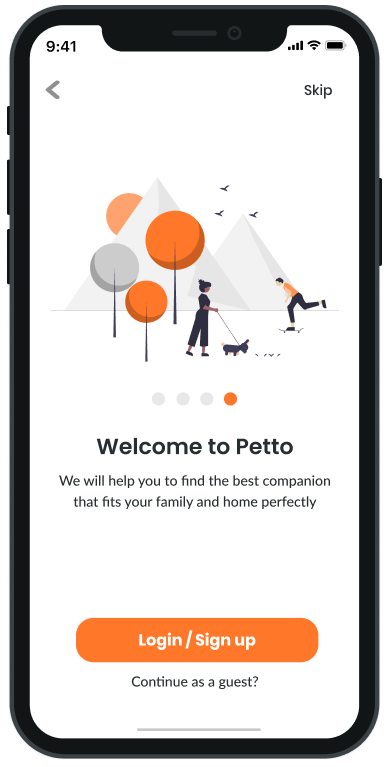 9:41
Skip
Welcome to Petto
We will help you to find the best companion
that fits your family and home perfectly
Login / Sign up
Continue as a guest?